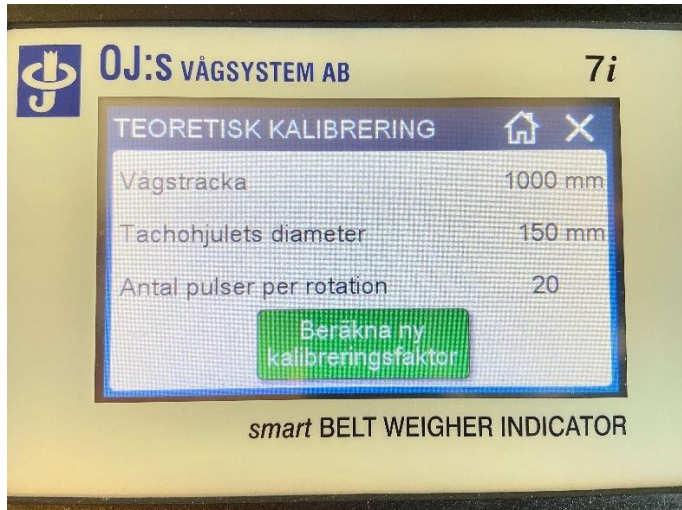 OJ:S VÅGSYSTEM AB 7i
TEORETISK KALIBRERING
Vågsträcka 1000 mm
Tachohjulets diameter 150 mm
Antal pulser per rotation 20
Beräkna ny
kalibreringsfaktor
smart BELT WEIGHER INDICATOR